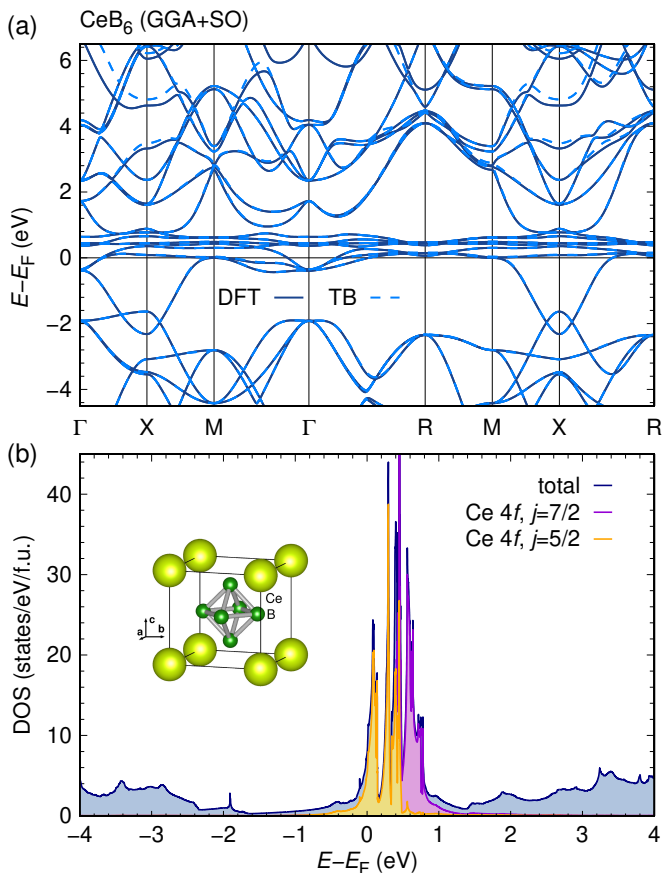 (a) CeB6 (GGA+SO)
6
4
2
0
−2
−4
E−EF (eV)
DFT TB
Γ X M Γ R M X R
(b)
40
30
20
10
0
DOS (states/eV/f.u.)
total
Ce 4f, j=7/2
Ce 4f, j=5/2
Ce
B
a c b
−4 −3 −2 −1 0 1 2 3 4
E−EF (eV)